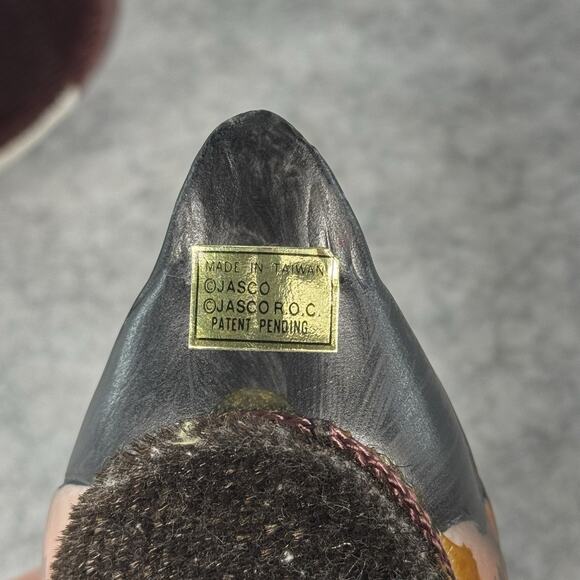 MADE IN TAIWAN
©JASCO
©JASCO R.O.C.
PATENT PENDING